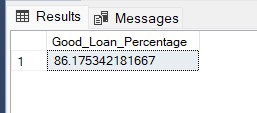 Results Messages
Good_Loan_Percentage
1 86.175342181667